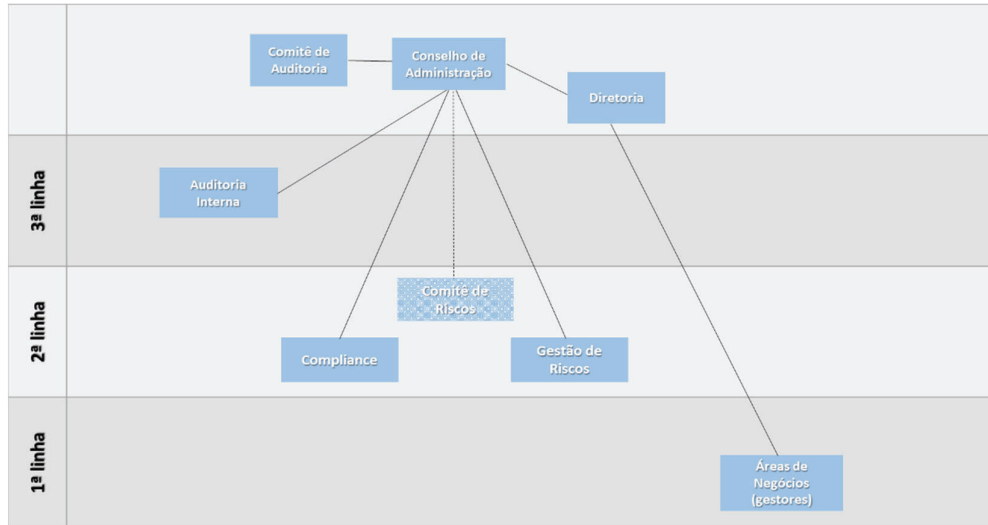 Comitê de
Auditoria
Conselho de
Administração
Diretoria
3ª linha
Auditoria
Interna
2ª linha
Comitê de
Riscos
Compliance
Gestão de
Riscos
1ª linha
Áreas de
Negócios
(gestores)